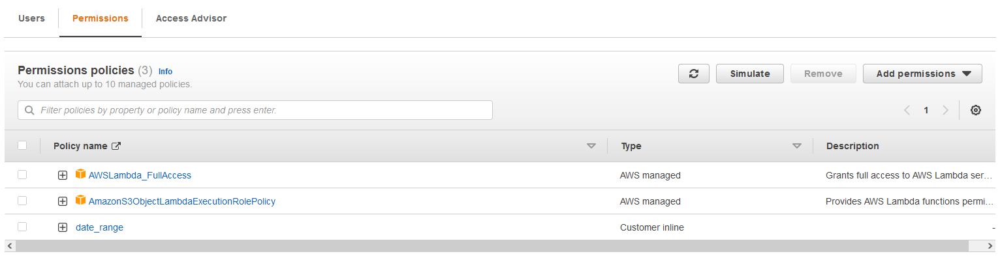 Users Permissions Access Advisor
Permissions policies (3) Info
You can attach up to 10 managed policies.
Simulate Remove Add permissions
Filter policies by property or policy name and press enter.
1
Policy name Type Description
AWSLambda_FullAccess AWS managed Grants full access to AWS Lambda ser...
AmazonS3ObjectLambdaExecutionRolePolicy AWS managed Provides AWS Lambda functions permi...
date_range Customer inline -